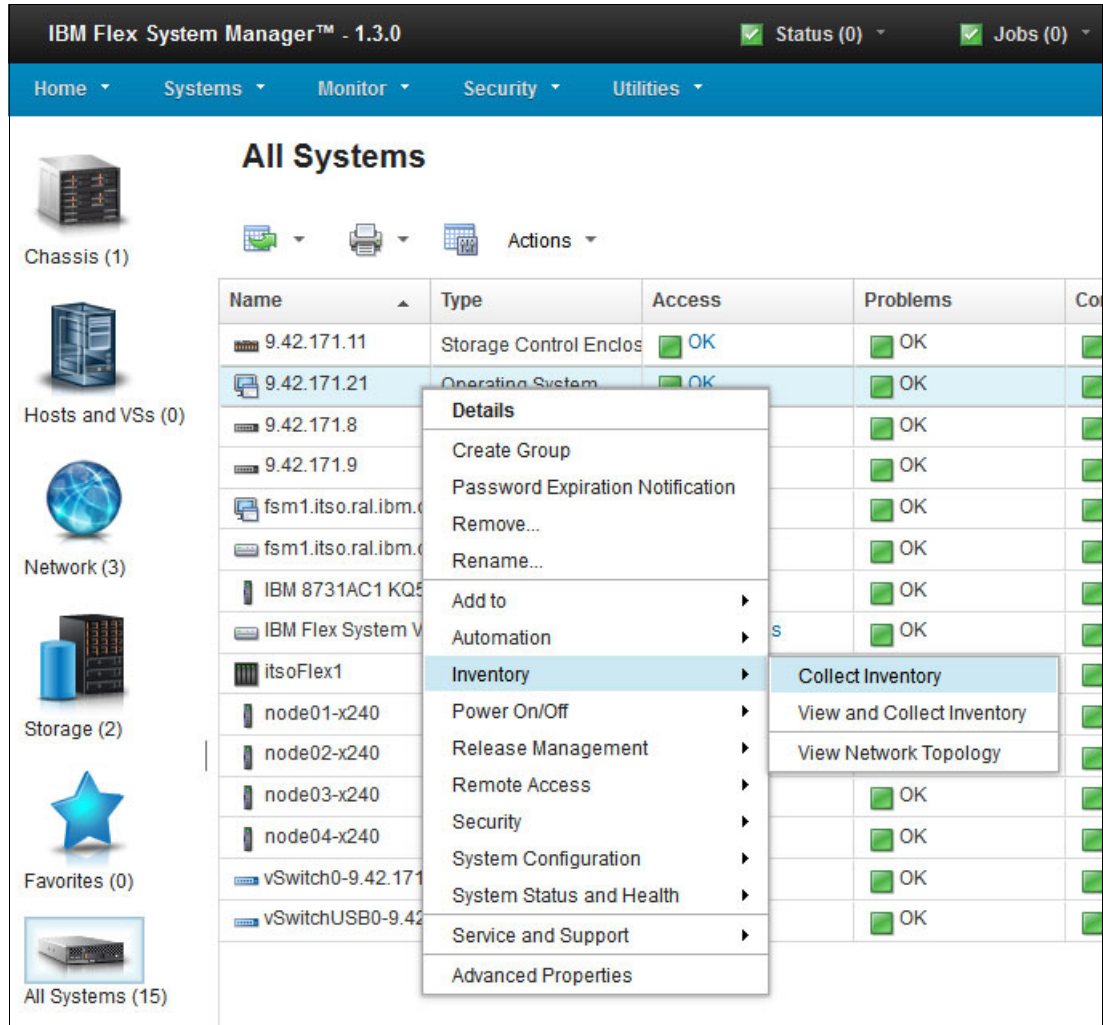 IBM Flex System Manager™ - 1.3.0 Status (0) Jobs (0)
Home Systems Monitor Security Utilities
All Systems
Actions
Chassis (1)
Hosts and VSs (0)
Network (3)
Storage (2)
Favorites (0)
All Systems (15)
Name Type Access Problems
9.42.171.11 Storage Control Enclos OK OK
9.42.171.21 Operating System OK OK
9.42.171.8 OK
9.42.171.9 OK
fsm1.itso.ral.ibm. OK
fsm1.itso.ral.ibm. OK
IBM 8731AC1 KQ5 OK
IBM Flex System V s OK
itsoFlex1
node01-x240
node02-x240
node03-x240 OK
node04-x240 OK
vSwitch0-9.42.171 OK
vSwitchUSB0-9.42 OK
Details
Create Group
Password Expiration Notification
Remove...
Rename...
Add to
Automation
Inventory
Power On/Off
Release Management
Remote Access
Security
System Configuration
System Status and Health
Service and Support
Advanced Properties
Collect Inventory
View and Collect Inventory
View Network Topology